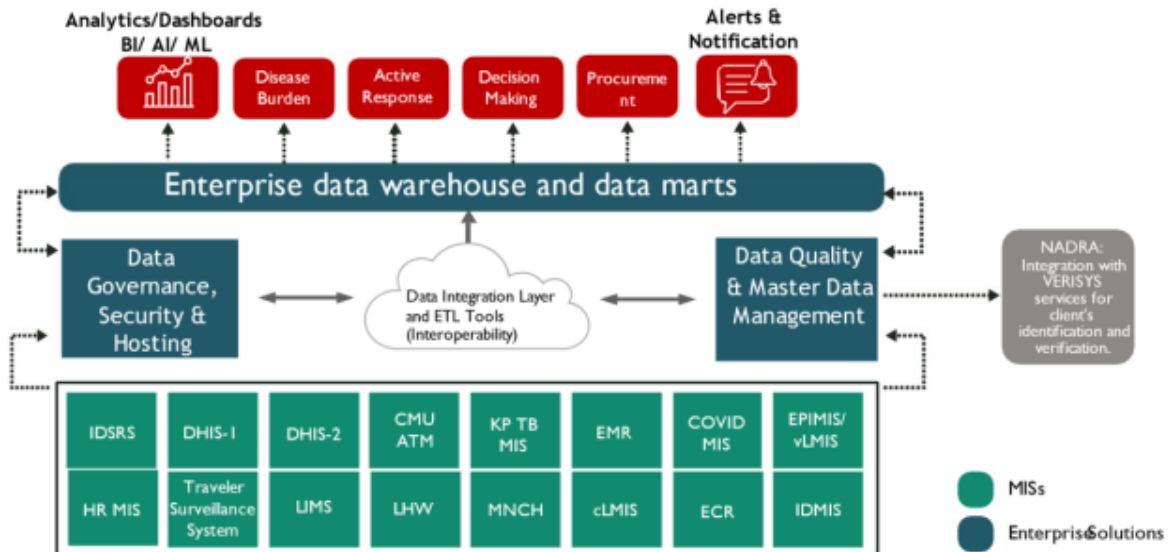 Analytics/Dashboards
BI/ AI/ ML
Alerts &
Notification
Disease
Burden
Active
Response
Decision
Making
Procureme
nt
Enterprise data warehouse and data marts
Data
Governance,
Security &
Hosting
Data Integration Layer
and ETL Tools
(Interoperability)
Data Quality
& Master Data
Management
NADRA:
Integration with
VERISYS
services for
client's
identification and
verification.
IDSRS
DHIS-1
DHIS-2
CMU
ATM
KP TB
MIS
EMR
COVID
MIS
EPIMIS/
vLMIS
HR MIS
Traveler
Surveillance
System
LIMS
LHW
MNCH
cLMIS
ECR
IDMIS
MISs
EnterpriseSolutions